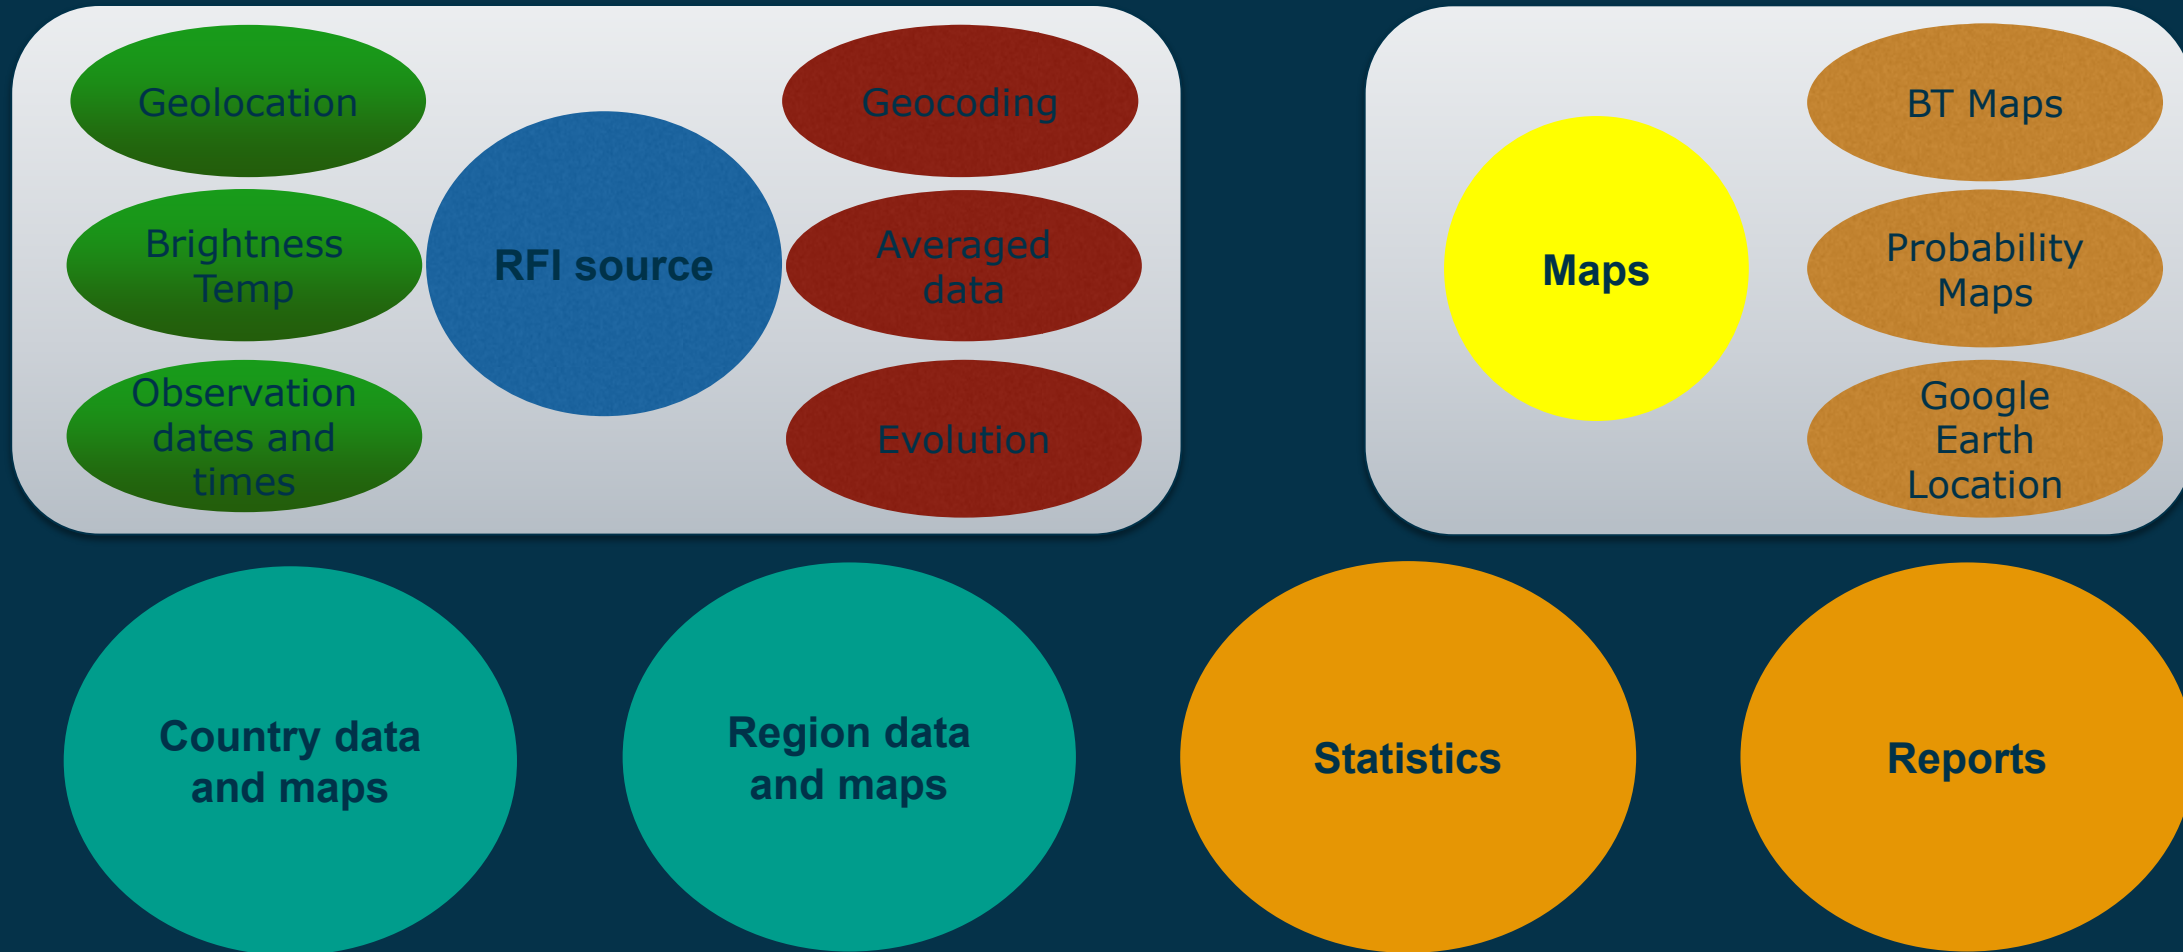 Geolocation
Brightness
Temp
Observation
dates and
times
RFI source
Geocoding
Averaged
data
Evolution
Maps
BT Maps
Probability
Maps
Google
Earth
Location
Country data
and maps
Region data
and maps
Statistics
Reports